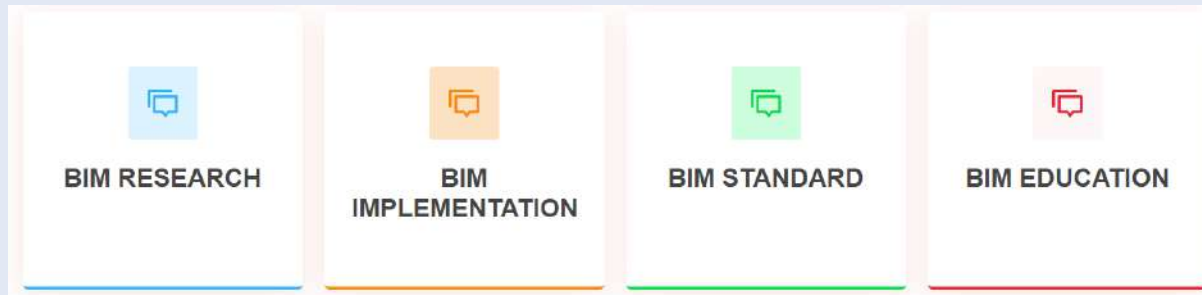 BIM RESEARCH
BIM
IMPLEMENTATION
BIM STANDARD
BIM EDUCATION